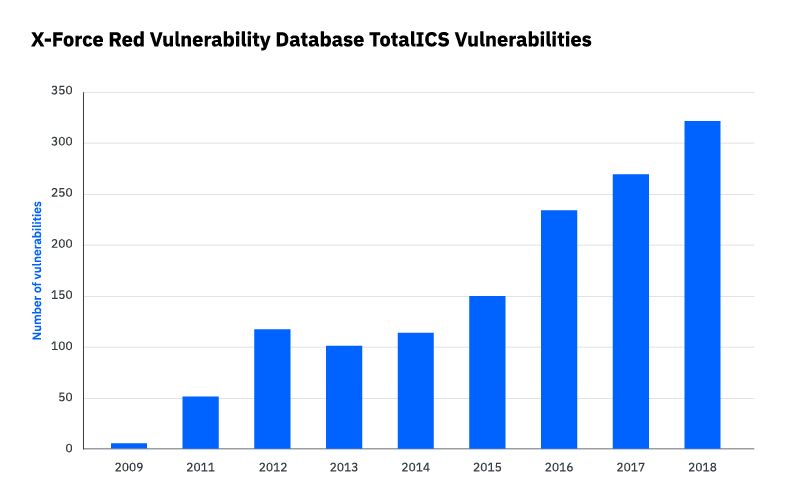 X-Force Red Vulnerability Database TotalICS Vulnerabilities
350
300
250
200
150
100
50
0
Number of vulnerabilities
2009 2011 2012 2013 2014 2015 2016 2017 2018